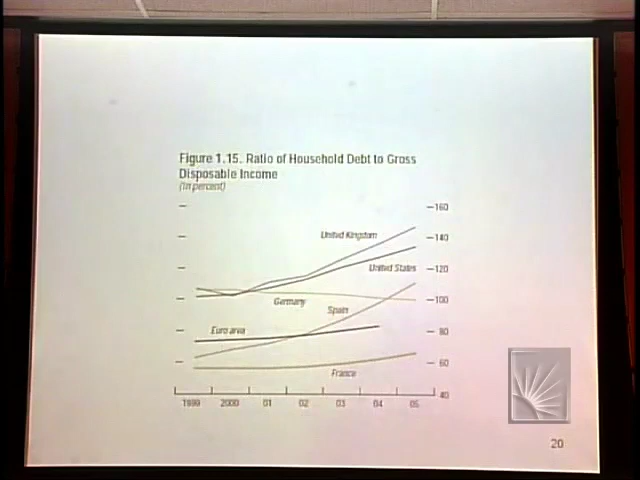 Figure 1.15. Ratio of Household Debt to Gross
Disposable Income
(In percent)
160
United Kingdom
140
United States
120
Germany
100
Spain
Euro area
80
60
France
40
1999 2000 01 02 03 04 05
20